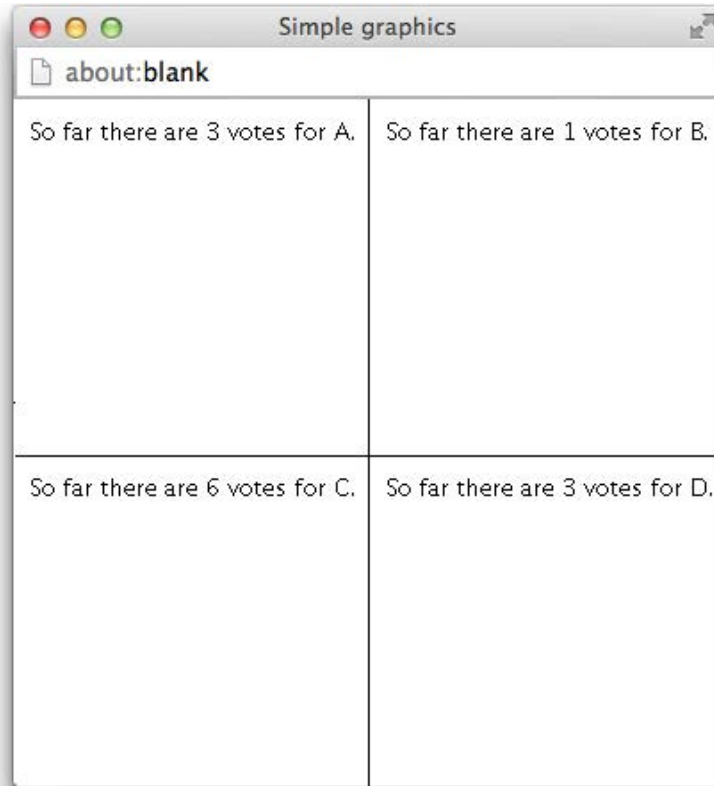 Simple graphics
about:blank
So far there are 3 votes for A.
So far there are 1 votes for B.
So far there are 6 votes for C.
So far there are 3 votes for D.